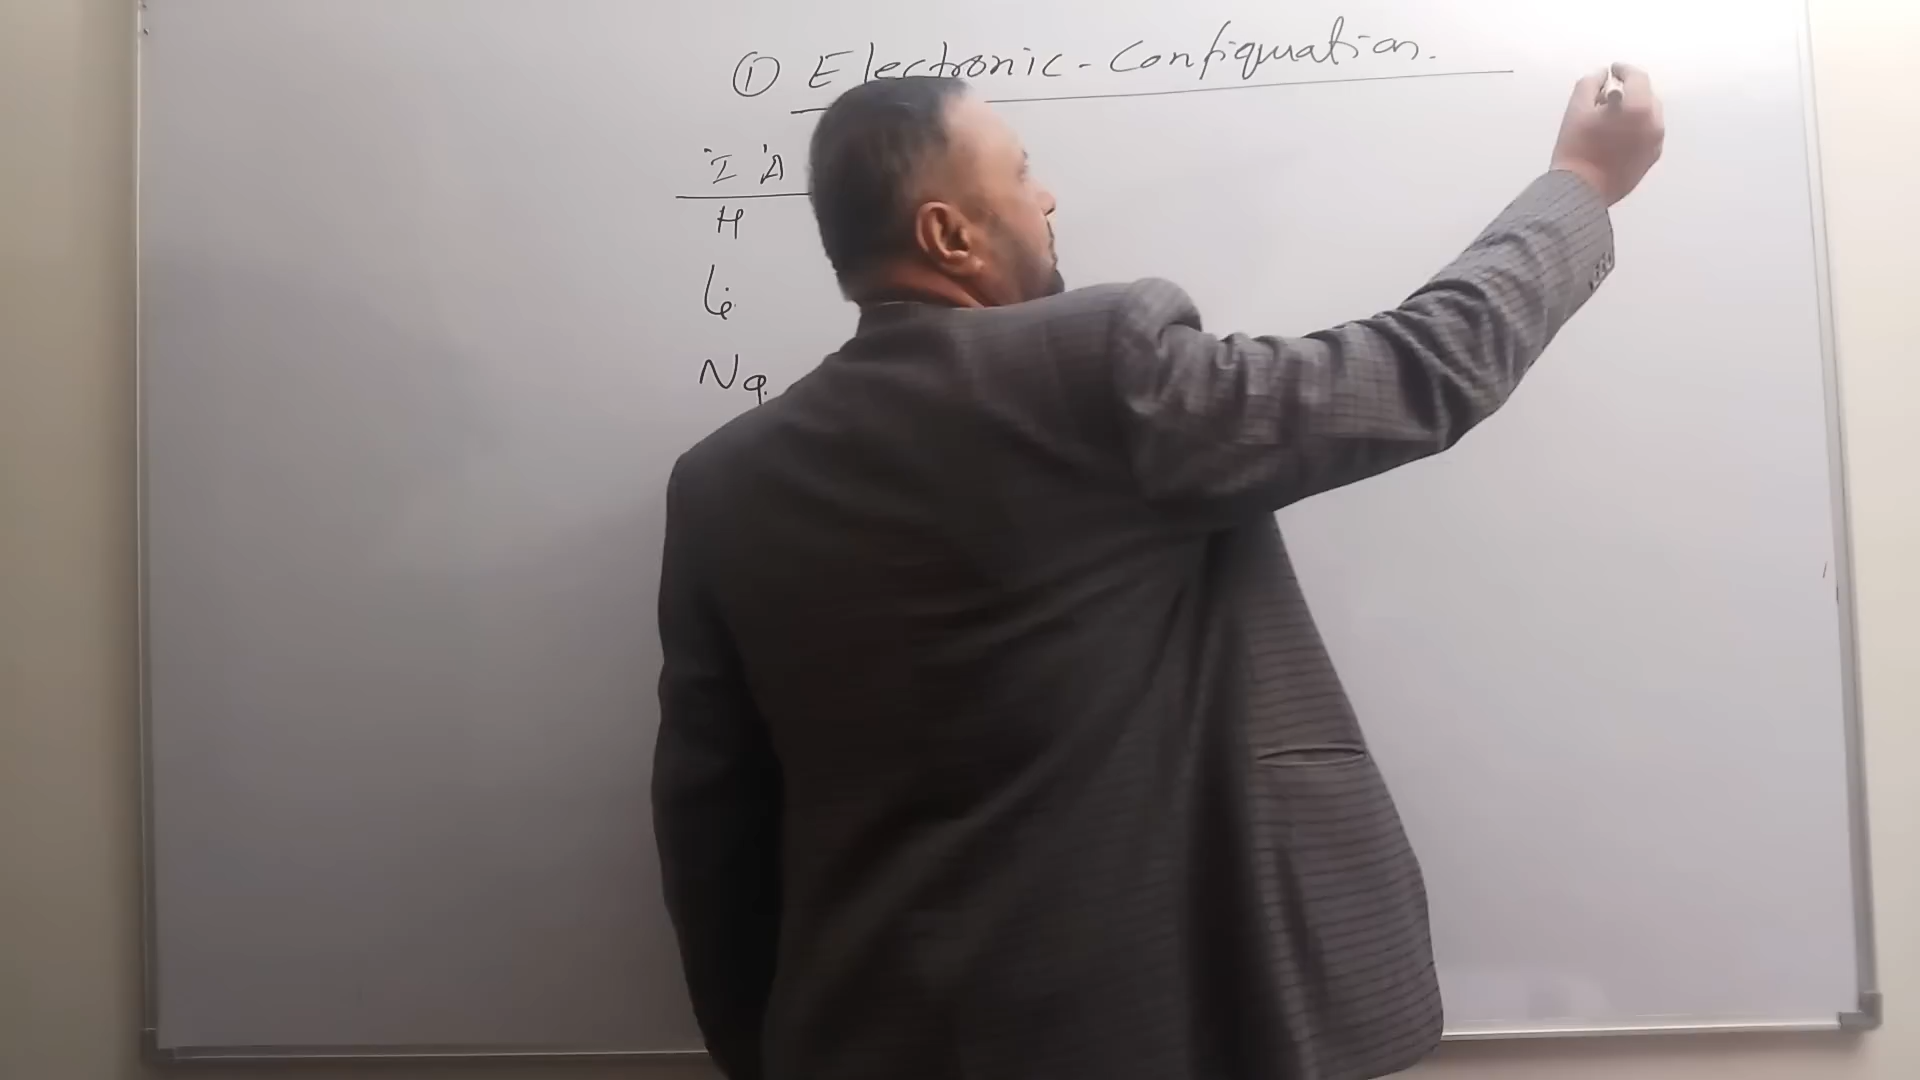 ① Electronic-Configuration.
I A
H
Li
Na